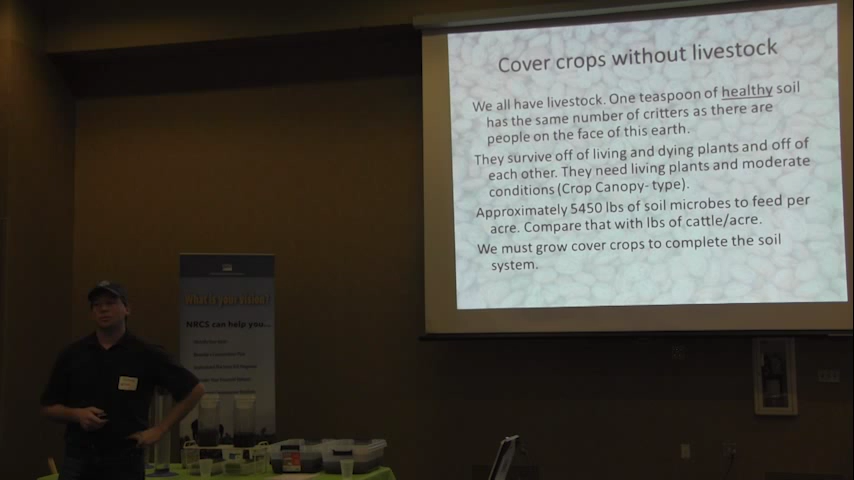 Cover crops without livestock
We all have livestock. One teaspoon of healthy soil
has the same number of critters as there are
people on the face of this earth.
They survive off of living and dying plants and off of
each other. They need living plants and moderate
conditions (Crop Canopy- type).
Approximately 5450 lbs of soil microbes to feed per
acre. Compare that with lbs of cattle/acre.
We must grow cover crops to complete the soil
system.
What is your vision?
NRCS can help you...